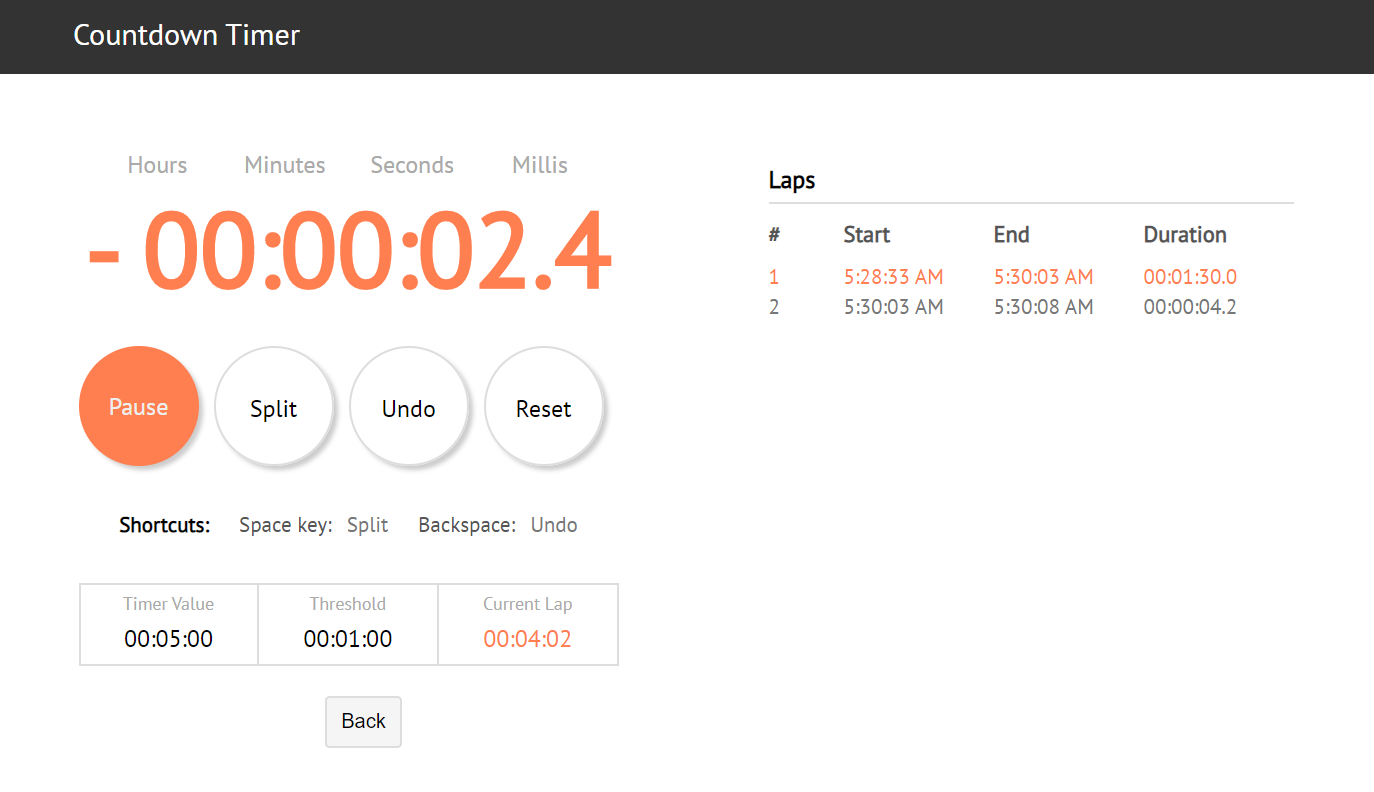 Countdown Timer
Hours Minutes Seconds Millis
- 00:00:02.4
Pause Split Undo Reset
Shortcuts: Space key: Split Backspace: Undo
Timer Value Threshold Current Lap
00:05:00 00:01:00 00:04:02
Back
Laps
# Start End Duration
1 5:28:33 AM 5:30:03 AM 00:01:30.0
2 5:30:03 AM 5:30:08 AM 00:00:04.2